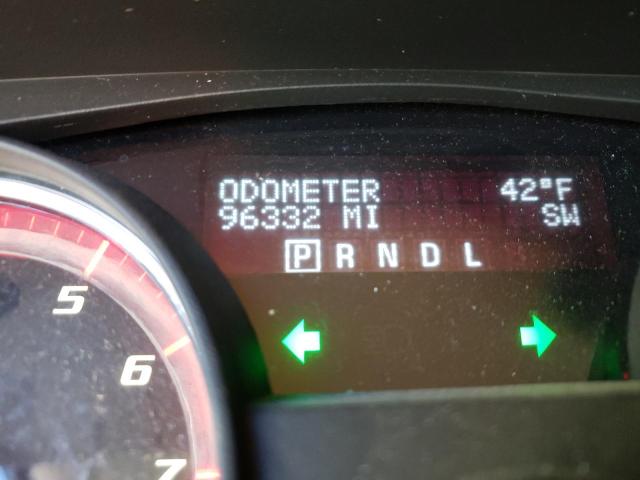 ODOMETER 42°F
96332 MI SW
P R N D L
5
6
7